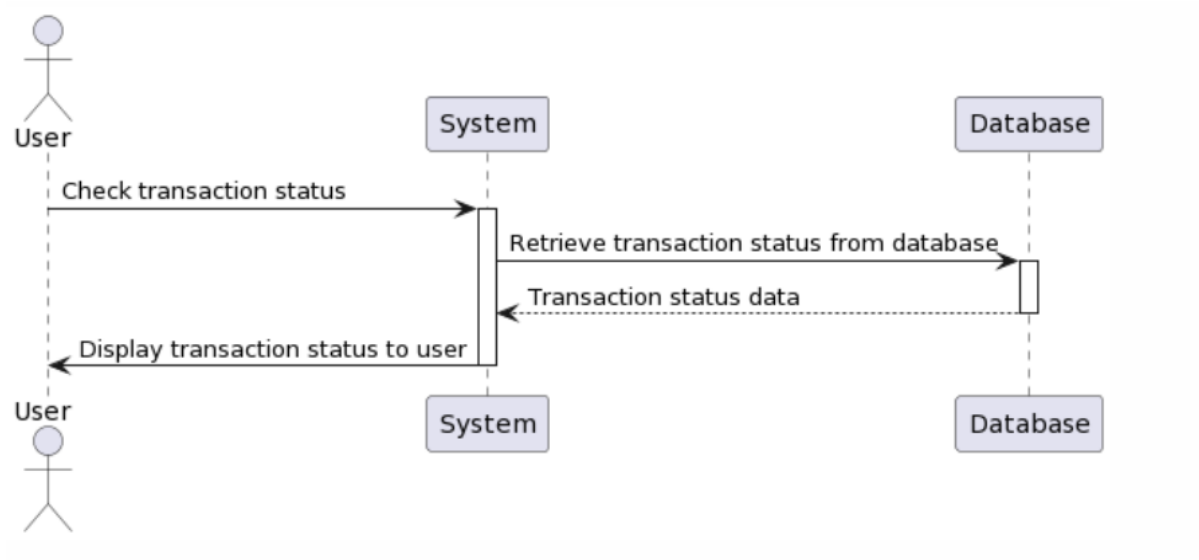 User
System
Database
Check transaction status
Retrieve transaction status from database
Transaction status data
Display transaction status to user
User
System
Database